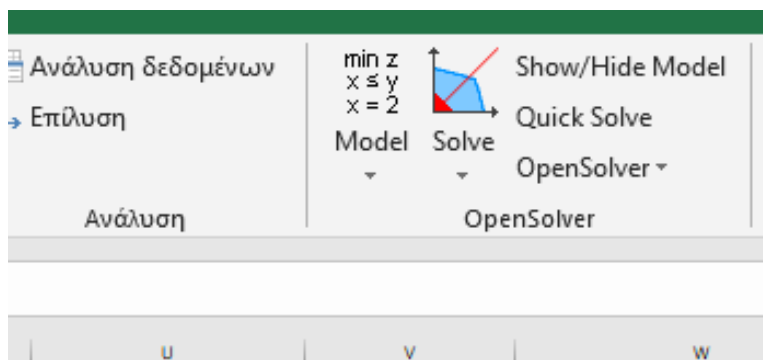 Ανάλυση δεδομένων
Επίλυση
Ανάλυση
min z
x ≤ y
x = 2
Model
Solve
Show/Hide Model
Quick Solve
OpenSolver
OpenSolver
U
V
W